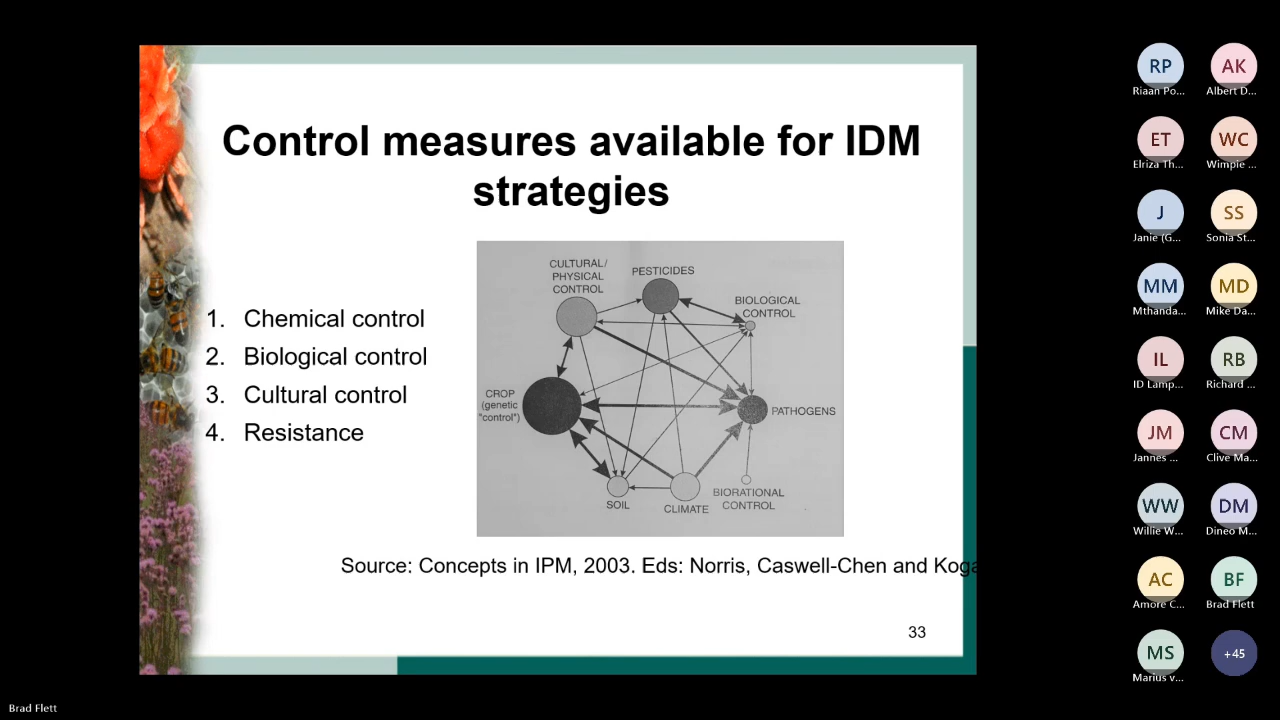 Control measures available for IDM
strategies
1. Chemical control
2. Biological control
3. Cultural control
4. Resistance
CULTURAL/
PHYSICAL
CONTROL
PESTICIDES
BIOLOGICAL
CONTROL
CROP
(genetic
"control")
PATHOGENS
SOIL
CLIMATE
BIORATIONAL
CONTROL
Source: Concepts in IPM, 2003. Eds: Norris, Caswell-Chen and Koga
33
RP
Riaan Po...
AK
Albert D...
ET
Elriza Th...
WC
Wimpie ...
J
Janie (G...
SS
Sonia St...
MM
Mthanda...
MD
Mike Da...
IL
ID Lamp...
RB
Richard ...
JM
Jannes ...
CM
Clive Ma...
WW
Willie W...
DM
Dineo M...
AC
Amore C...
BF
Brad Flett
MS
Marius v...
+45
Brad Flett